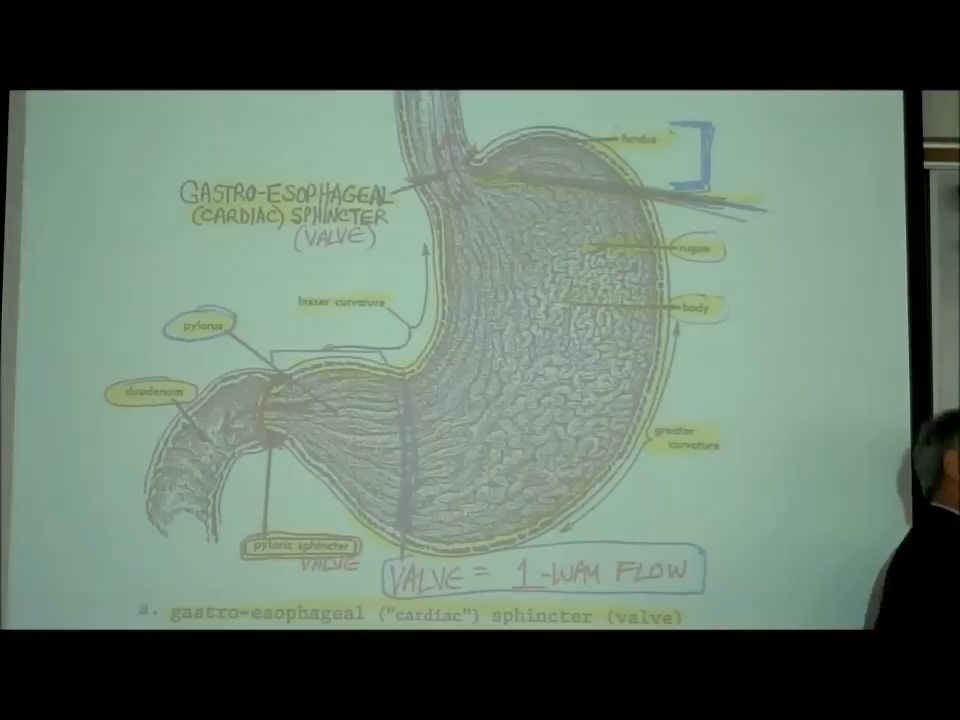 fundus
GASTRO-ESOPHAGEAL
(CARDIAC) SPHINCTER
(VALVE)
rugae
lesser curvature
body
pylorus
duodenum
greater
curvature
pyloric sphincter
VALVE
VALVE = 1-WAY FLOW
a. gastro-esophageal ("cardiac") sphincter (valve)